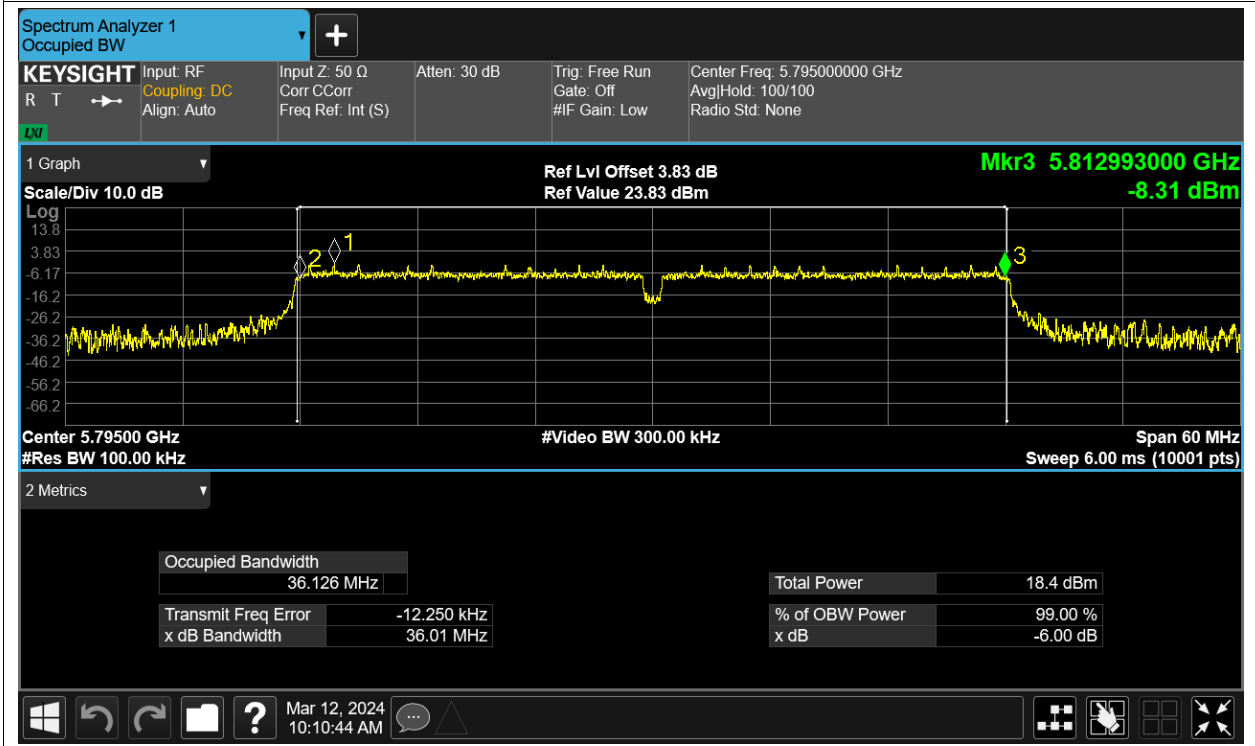 Spectrum Analyzer 1
Occupied BW
KEYSIGHT
R T
LXI
Input: RF
Coupling: DC
Align: Auto
Input Z: 50 Ω
Corr CCorr
Freq Ref: Int (S)
Atten: 30 dB
Trig: Free Run
Gate: Off
#IF Gain: Low
Center Freq: 5.795000000 GHz
Avg|Hold: 100/100
Radio Std: None
1 Graph
Scale/Div 10.0 dB
Ref Lvl Offset 3.83 dB
Ref Value 23.83 dBm
Mkr3 5.812993000 GHz
-8.31 dBm
Log
13.8
3.83
-6.17
-16.2
-26.2
-36.2
-46.2
-56.2
-66.2
1
2
3
Center 5.79500 GHz
#Video BW 300.00 kHz
Span 60 MHz
#Res BW 100.00 kHz
Sweep 6.00 ms (10001 pts)
2 Metrics
Occupied Bandwidth
36.126 MHz
Total Power 18.4 dBm
Transmit Freq Error -12.250 kHz
% of OBW Power 99.00 %
x dB Bandwidth 36.01 MHz
x dB -6.00 dB
?
Mar 12, 2024
10:10:44 AM